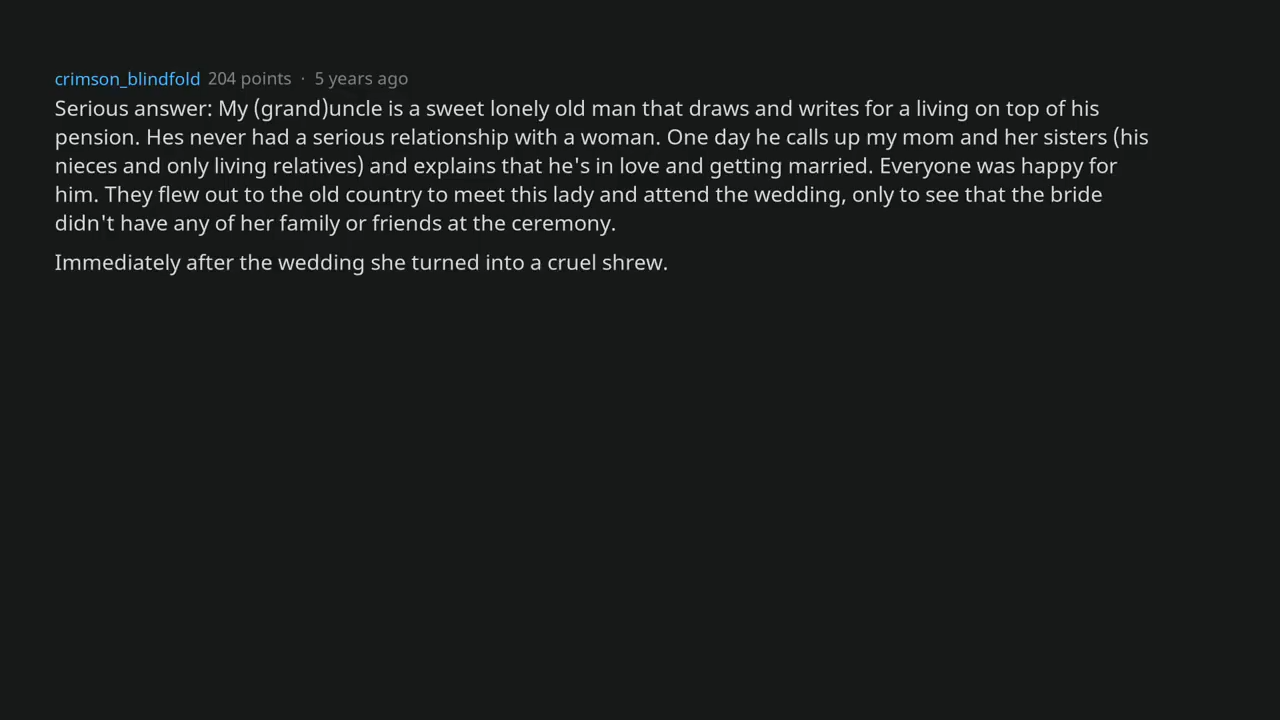 crimson_blindfold 204 points · 5 years ago
Serious answer: My (grand)uncle is a sweet lonely old man that draws and writes for a living on top of his
pension. Hes never had a serious relationship with a woman. One day he calls up my mom and her sisters (his
nieces and only living relatives) and explains that he's in love and getting married. Everyone was happy for
him. They flew out to the old country to meet this lady and attend the wedding, only to see that the bride
didn't have any of her family or friends at the ceremony.
Immediately after the wedding she turned into a cruel shrew.